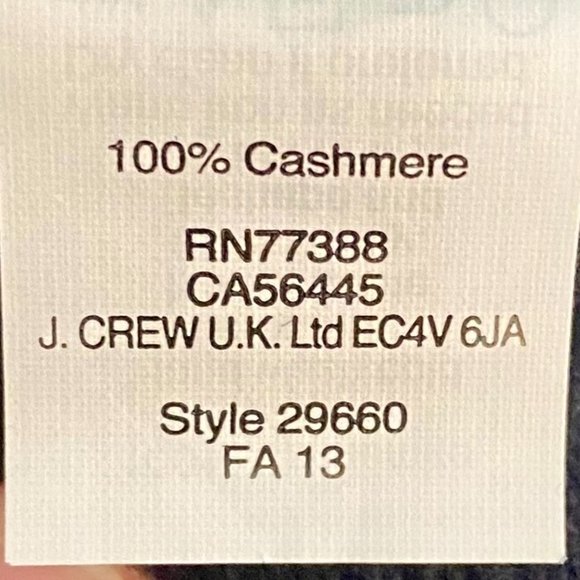 100% Cashmere
RN77388
CA56445
J. CREW U.K. Ltd EC4V 6JA
Style 29660
FA 13